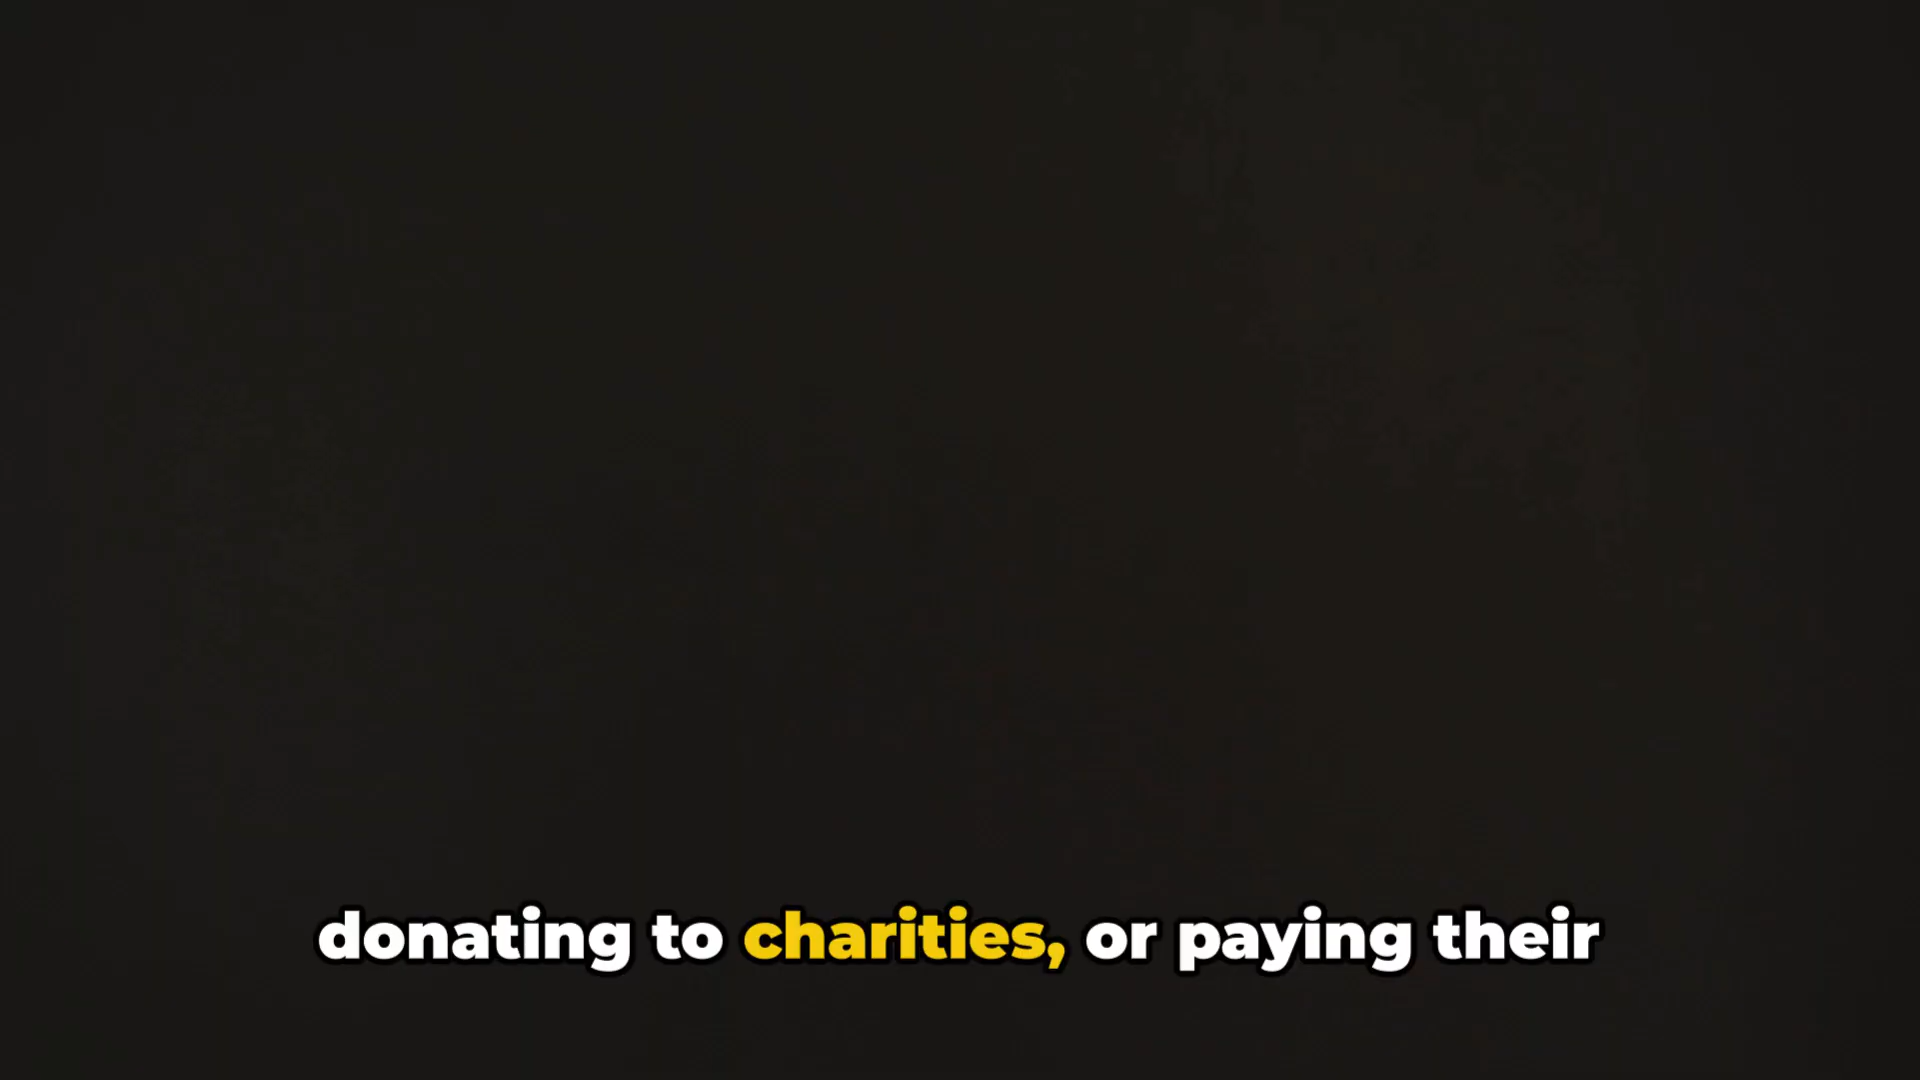 donating to charities, or paying their